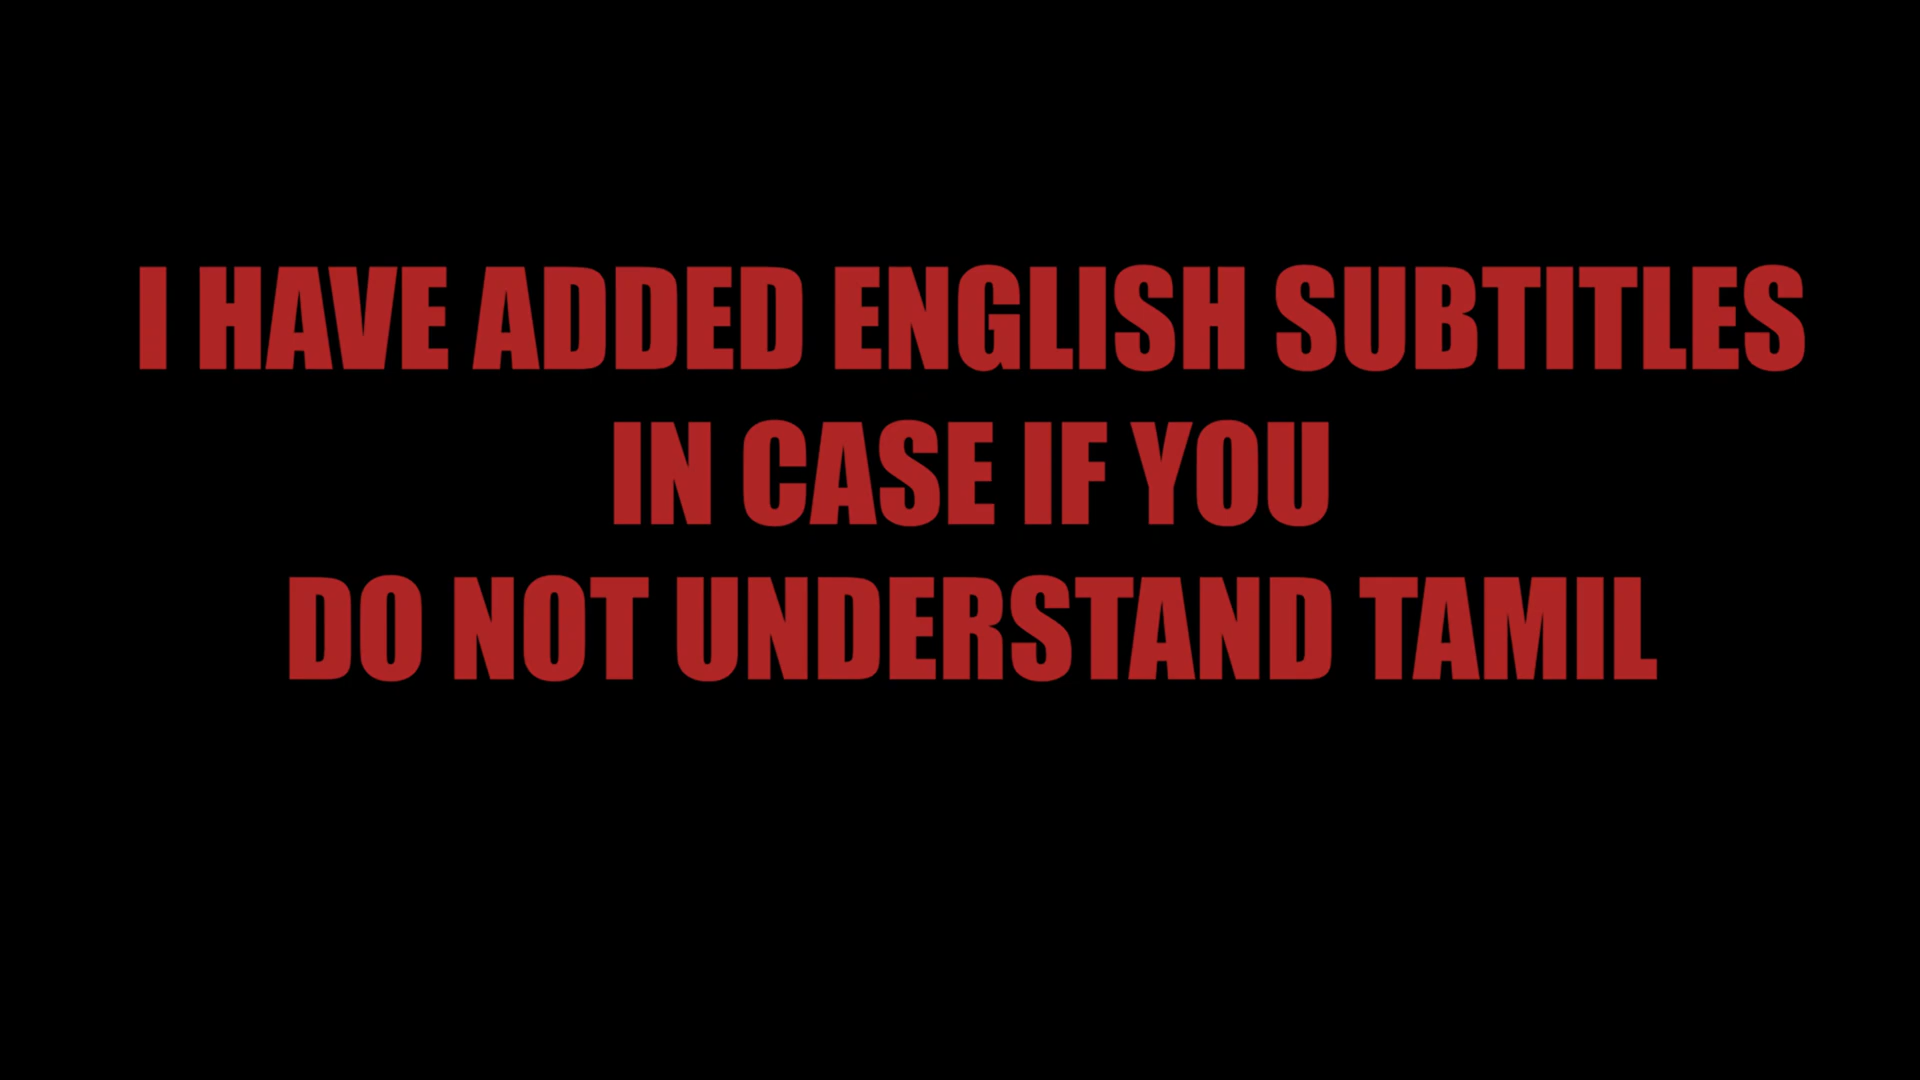 I HAVE ADDED ENGLISH SUBTITLES
IN CASE IF YOU
DO NOT UNDERSTAND TAMIL